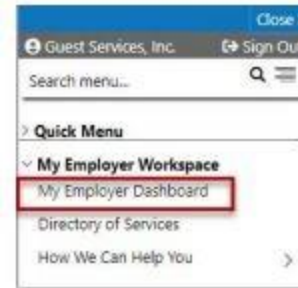 Close
Guest Services, Inc. Sign Ou
Search menu...
Quick Menu
My Employer Workspace
My Employer Dashboard
Directory of Services
How We Can Help You